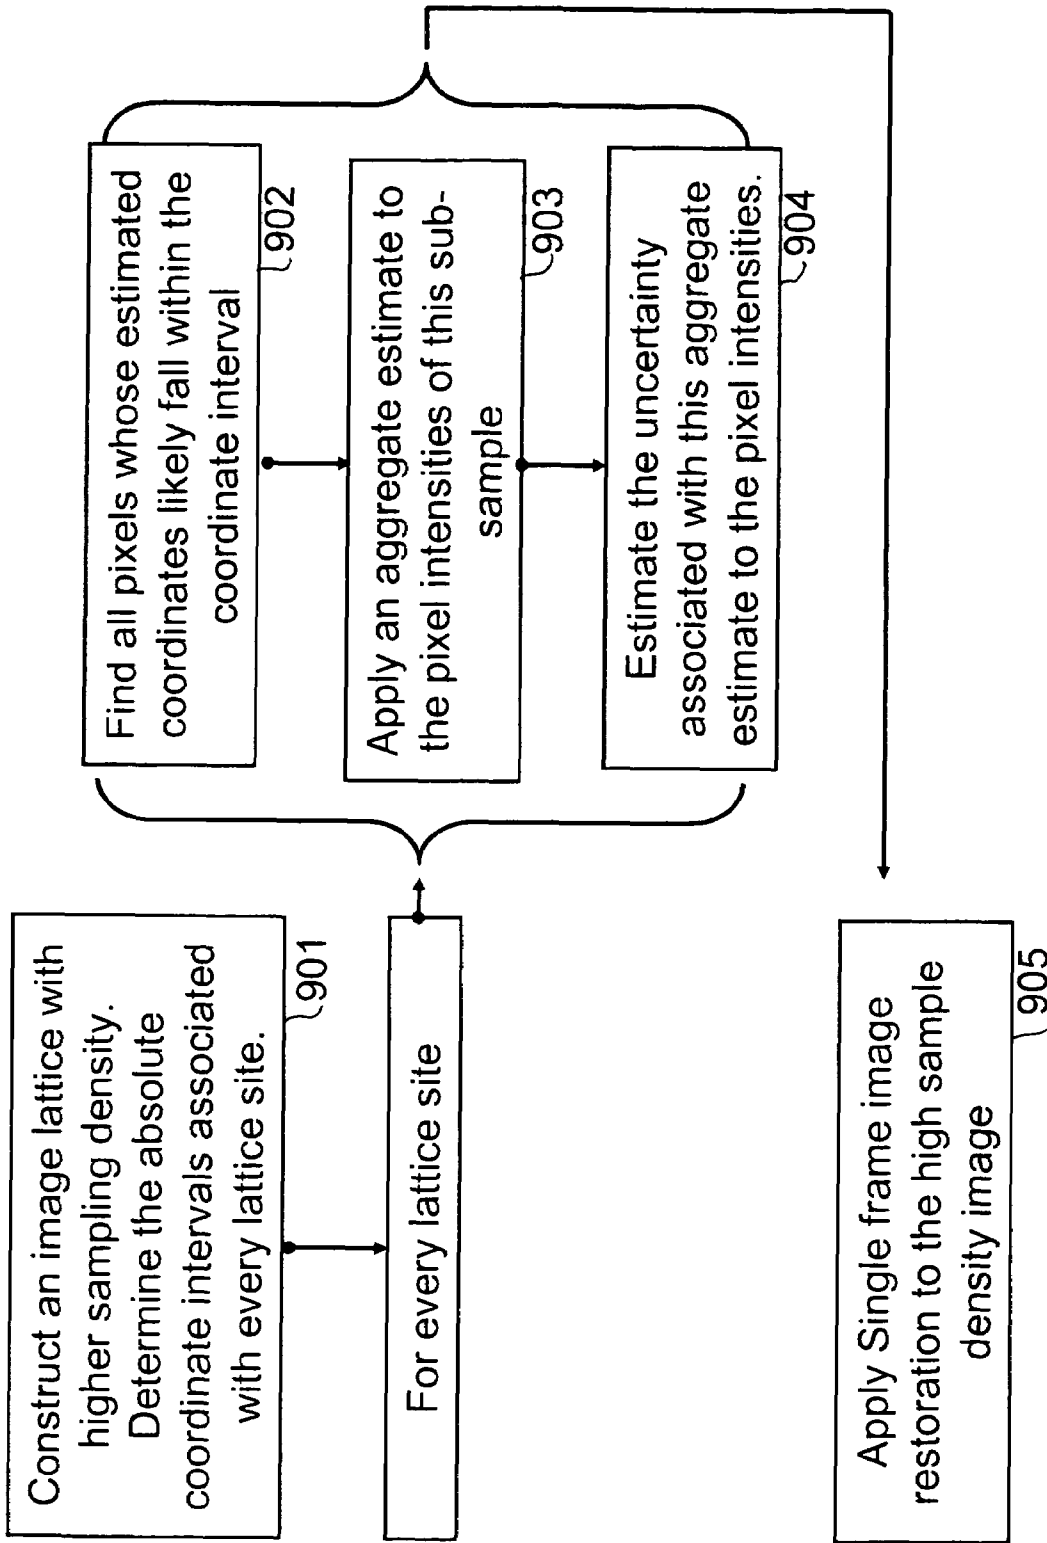 Construct an image lattice with
higher sampling density.
Determine the absolute
coordinate intervals associated
with every lattice site.
901
For every lattice site
Find all pixels whose estimated
coordinates likely fall within the
coordinate interval
902
Apply an aggregate estimate to
the pixel intensities of this sub-
sample
903
Estimate the uncertainty
associated with this aggregate
estimate to the pixel intensities.
904
Apply Single frame image
restoration to the high sample
density image
905